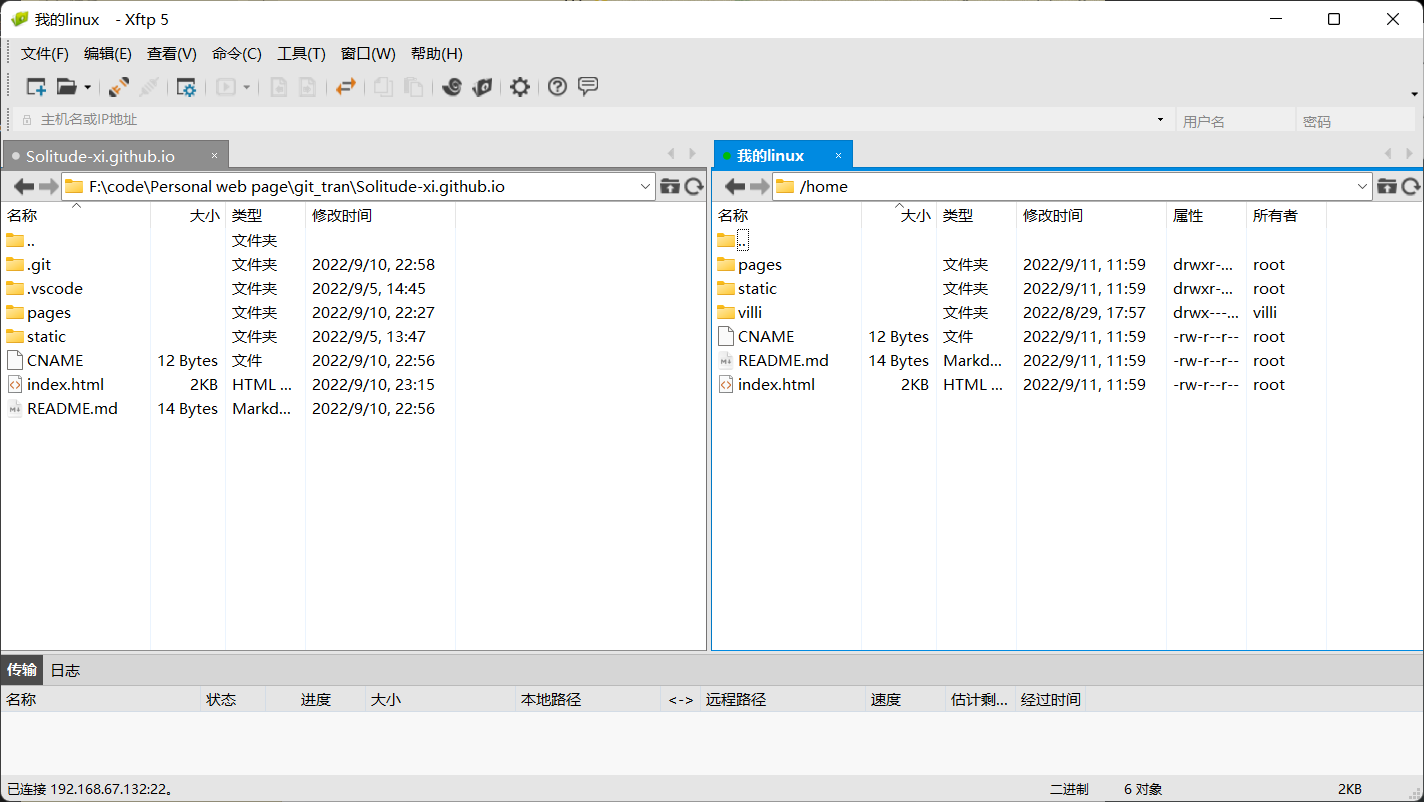 我的linux - Xftp 5
文件(F) 编辑(E) 查看(V) 命令(C) 工具(T) 窗口(W) 帮助(H)
主机名或IP地址 用户名 密码
Solitude-xi.github.io × 我的linux ×
F:\code\Personal web page\git_tran\Solitude-xi.github.io /home
名称 大小 类型 修改时间
.. 文件夹
.git 文件夹 2022/9/10, 22:58
.vscode 文件夹 2022/9/5, 14:45
pages 文件夹 2022/9/10, 22:27
static 文件夹 2022/9/5, 13:47
CNAME 12 Bytes 文件 2022/9/10, 22:56
index.html 2KB HTML ... 2022/9/10, 23:15
README.md 14 Bytes Markd... 2022/9/10, 22:56
名称 大小 类型 修改时间 属性 所有者
..
pages 文件夹 2022/9/11, 11:59 drwxr-... root
static 文件夹 2022/9/11, 11:59 drwxr-... root
villi 文件夹 2022/8/29, 17:57 drwx---... villi
CNAME 12 Bytes 文件 2022/9/11, 11:59 -rw-r--r-- root
README.md 14 Bytes Markd... 2022/9/11, 11:59 -rw-r--r-- root
index.html 2KB HTML ... 2022/9/11, 11:59 -rw-r--r-- root
传输 日志
名称 状态 进度 大小 本地路径 <-> 远程路径 速度 估计剩... 经过时间
已连接 192.168.67.132:22。 二进制 6 对象 2KB